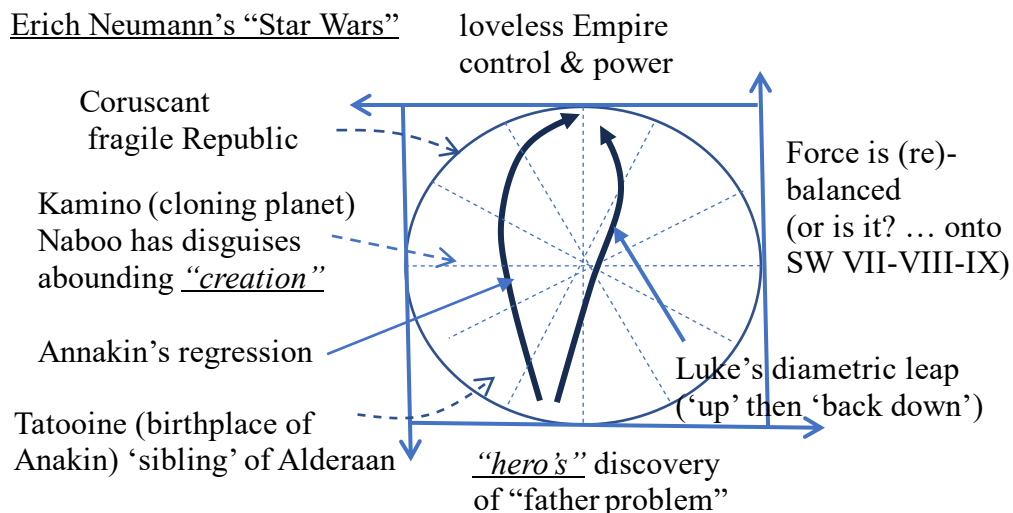 Erich Neumann’s “Star Wars”
loveless Empire
control & power
Coruscant
fragile Republic
Kamino (cloning planet)
Naboo has disguises
abounding “creation”
Annakin’s regression
Tatooine (birthplace of
Anakin) ‘sibling’ of Alderaan
Force is (re)-
balanced
(or is it? … onto
SW VII-VIII-IX)
Luke’s diametric leap
(‘up’ then ‘back down’)
“hero’s” discovery
of “father problem”